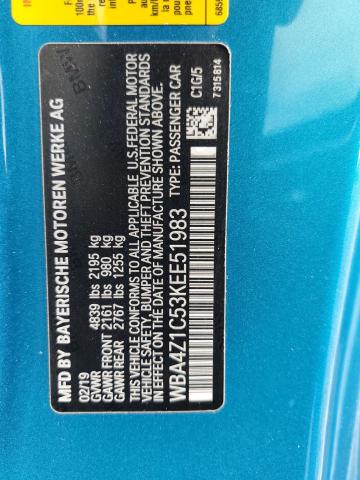 MFD BY BAYERISCHE MOTOREN WERKE AG
02/19
GVWR 4839 lbs 2195 kg
GAWR FRONT 2161 lbs 980 kg
GAWR REAR 2767 lbs 1255 kg
THIS VEHICLE CONFORMS TO ALL APPLICABLE U.S. FEDERAL MOTOR
VEHICLE SAFETY, BUMPER AND THEFT PREVENTION STANDARDS
IN EFFECT ON THE DATE OF MANUFACTURE SHOWN ABOVE.
WBA4Z1C53KEE51983 TYPE: PASSENGER CAR
C1G/5
7315814